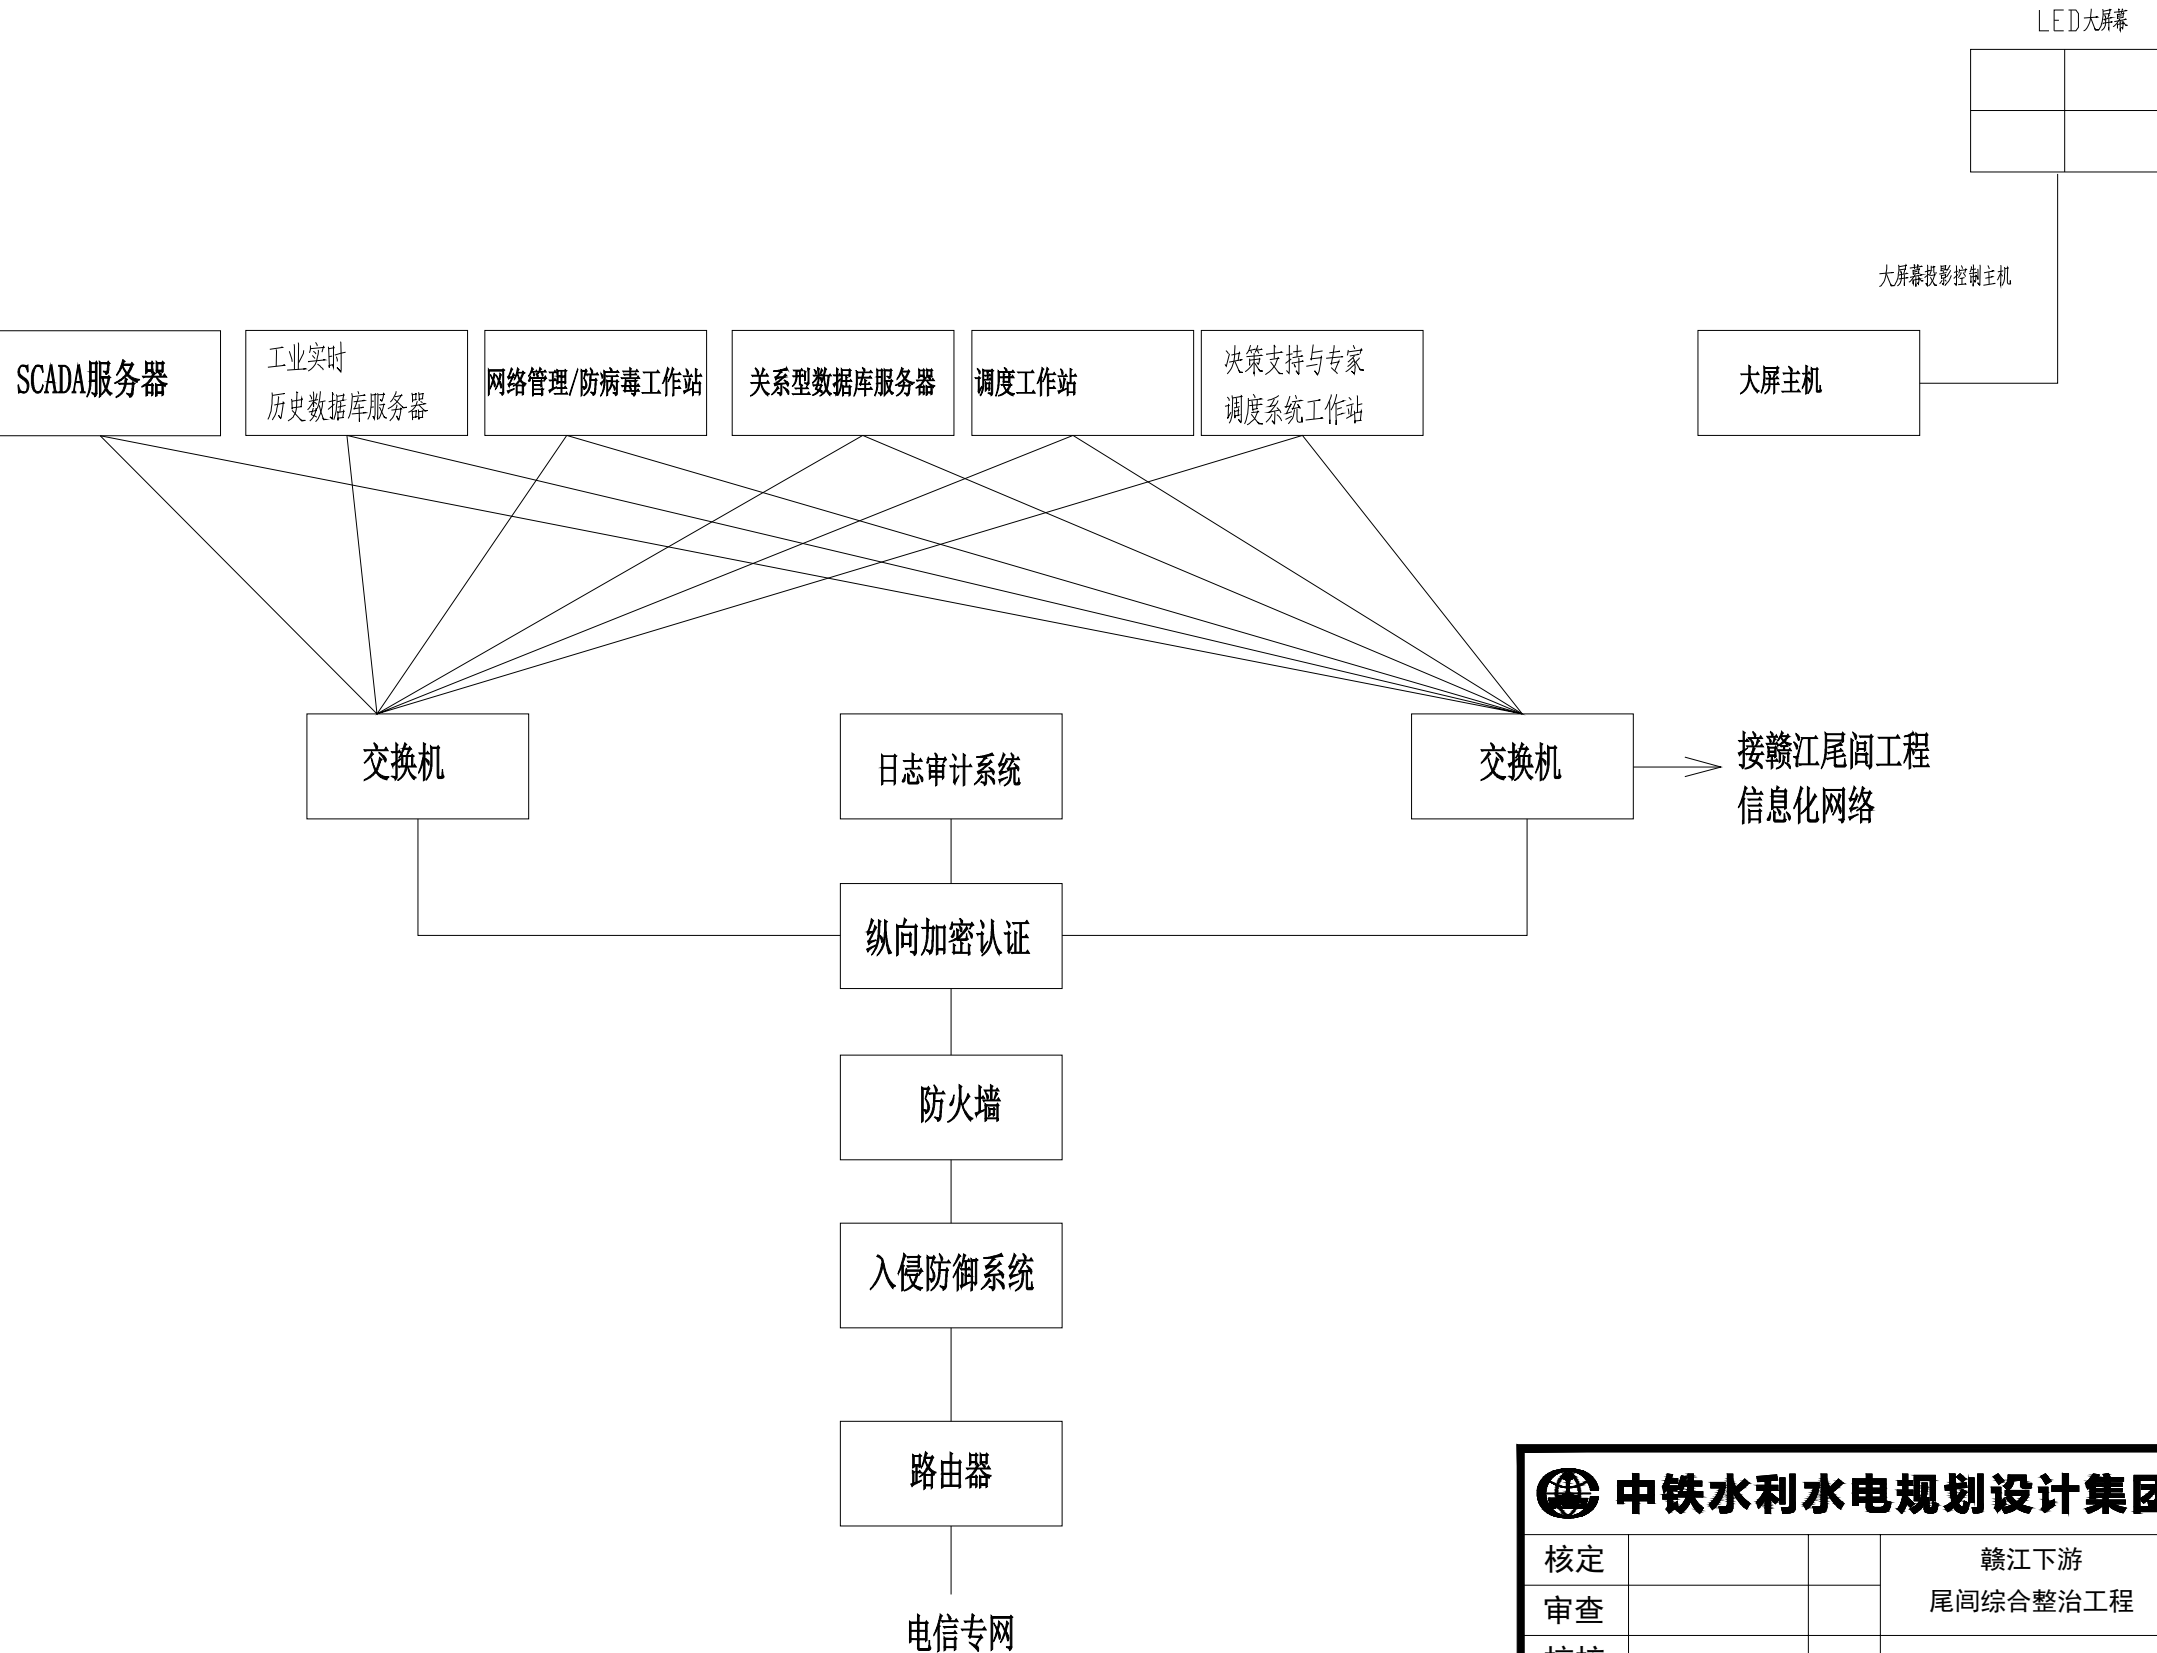 LED大屏幕
大屏幕投影控制主机
SCADA服务器
工业实时
历史数据库服务器
网络管理/防病毒工作站
关系型数据库服务器
调度工作站
决策支持与专家
调度系统工作站
大屏主机
交换机
日志审计系统
交换机
接赣江尾闾工程
信息化网络
纵向加密认证
防火墙
入侵防御系统
路由器
电信专网
中铁水利水电规划设计集团
核定
赣江下游
尾闾综合整治工程
审查